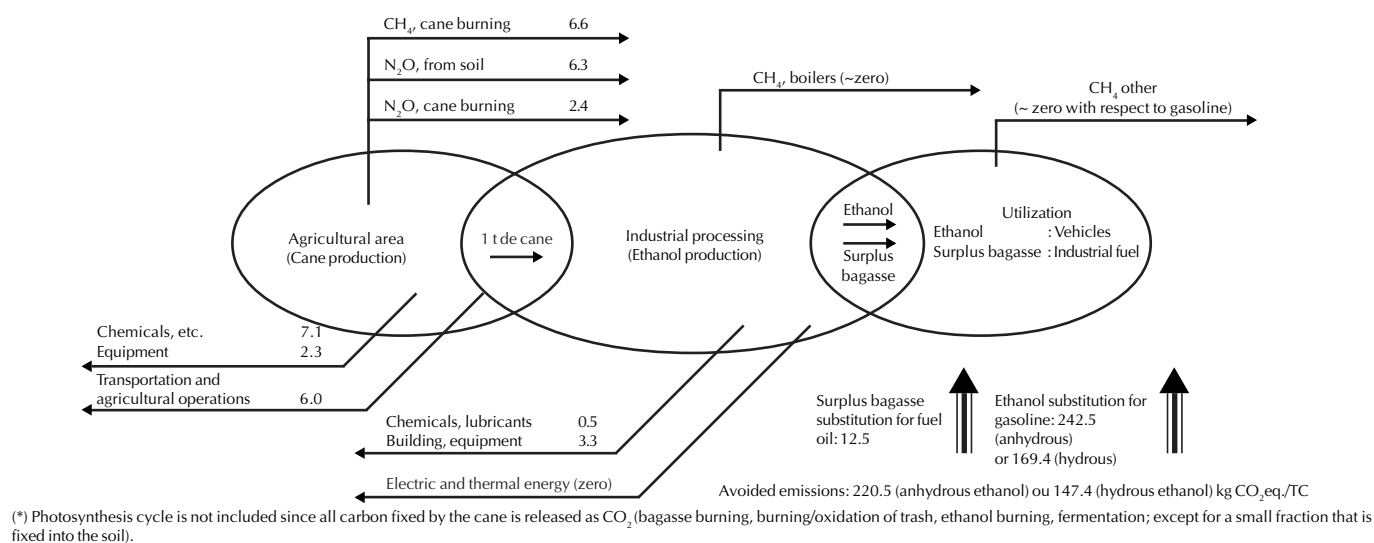 CH₄, cane burning 6.6
N₂O, from soil 6.3
N₂O, cane burning 2.4
CH₄, boilers (~zero)
CH₄ other
(~ zero with respect to gasoline)
Agricultural area
(Cane production)
1 t de cane
Industrial processing
(Ethanol production)
Ethanol
Surplus
bagasse
Utilization
Ethanol : Vehicles
Surplus bagasse : Industrial fuel
Chemicals, etc. 7.1
Equipment 2.3
Transportation and
agricultural operations 6.0
Chemicals, lubricants 0.5
Building, equipment 3.3
Electric and thermal energy (zero)
Surplus bagasse
substitution for fuel
oil: 12.5
Ethanol substitution for
gasoline: 242.5
(anhydrous)
or 169.4 (hydrous)
Avoided emissions: 220.5 (anhydrous ethanol) ou 147.4 (hydrous ethanol) kg CO₂eq./TC
(*) Photosynthesis cycle is not included since all carbon fixed by the cane is released as CO₂ (bagasse burning, burning/oxidation of trash, ethanol burning, fermentation; except for a small fraction that is
fixed into the soil).